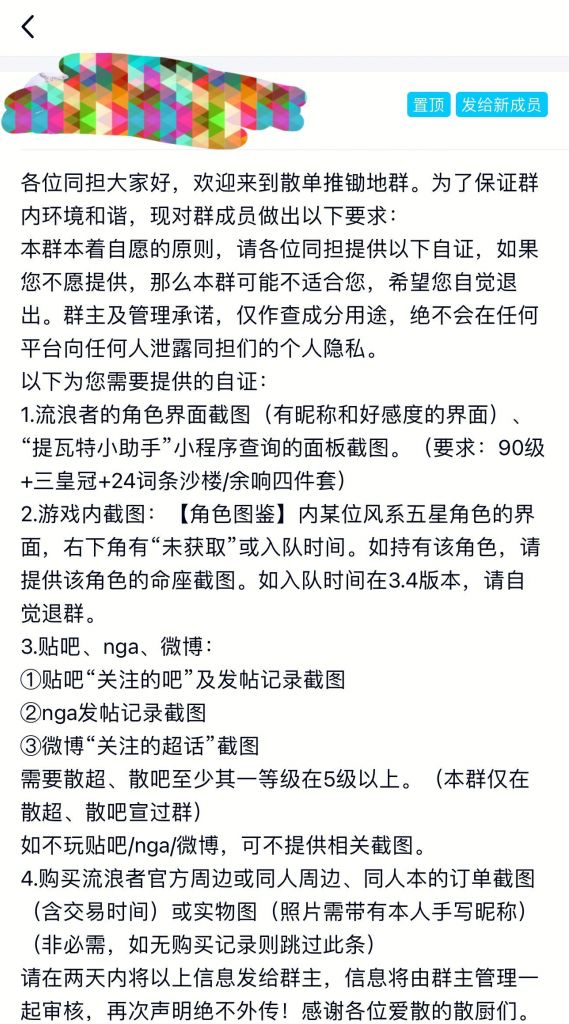 置顶 发给新成员
各位同担大家好，欢迎来到散单推锄地群。为了保证群
内环境和谐，现对群成员做出以下要求：
本群本着自愿的原则，请各位同担提供以下自证，如果
您不愿提供，那么本群可能不适合您，希望您自觉退
出。群主及管理承诺，仅作查成分用途，绝不会在任何
平台向任何人泄露同担们的个人隐私。
以下为您需要提供的自证：
1.流浪者的角色界面截图（有昵称和好感度的界面）、
“提瓦特小助手”小程序查询的面板截图。（要求：90级
+三皇冠+24词条沙楼/余响四件套）
2.游戏内截图：【角色图鉴】内某位风系五星角色的界
面，右下角有“未获取”或入队时间。如持有该角色，请
提供该角色的命座截图。如入队时间在3.4版本，请自
觉退群。
3.贴吧、nga、微博：
①贴吧“关注的吧”及发帖记录截图
②nga发帖记录截图
③微博“关注的超话”截图
需要散超、散吧至少其一等级在5级以上。（本群仅在
散超、散吧宣过群）
如不玩贴吧/nga/微博，可不提供相关截图。
4.购买流浪者官方周边或同人周边、同人本的订单截图
（含交易时间）或实物图（照片需带有本人手写昵称）
（非必需，如无购买记录则跳过此条）
请在两天内将以上信息发给群主，信息将由群主管理一
起审核，再次声明绝不外传！感谢各位爱散的散厨们。